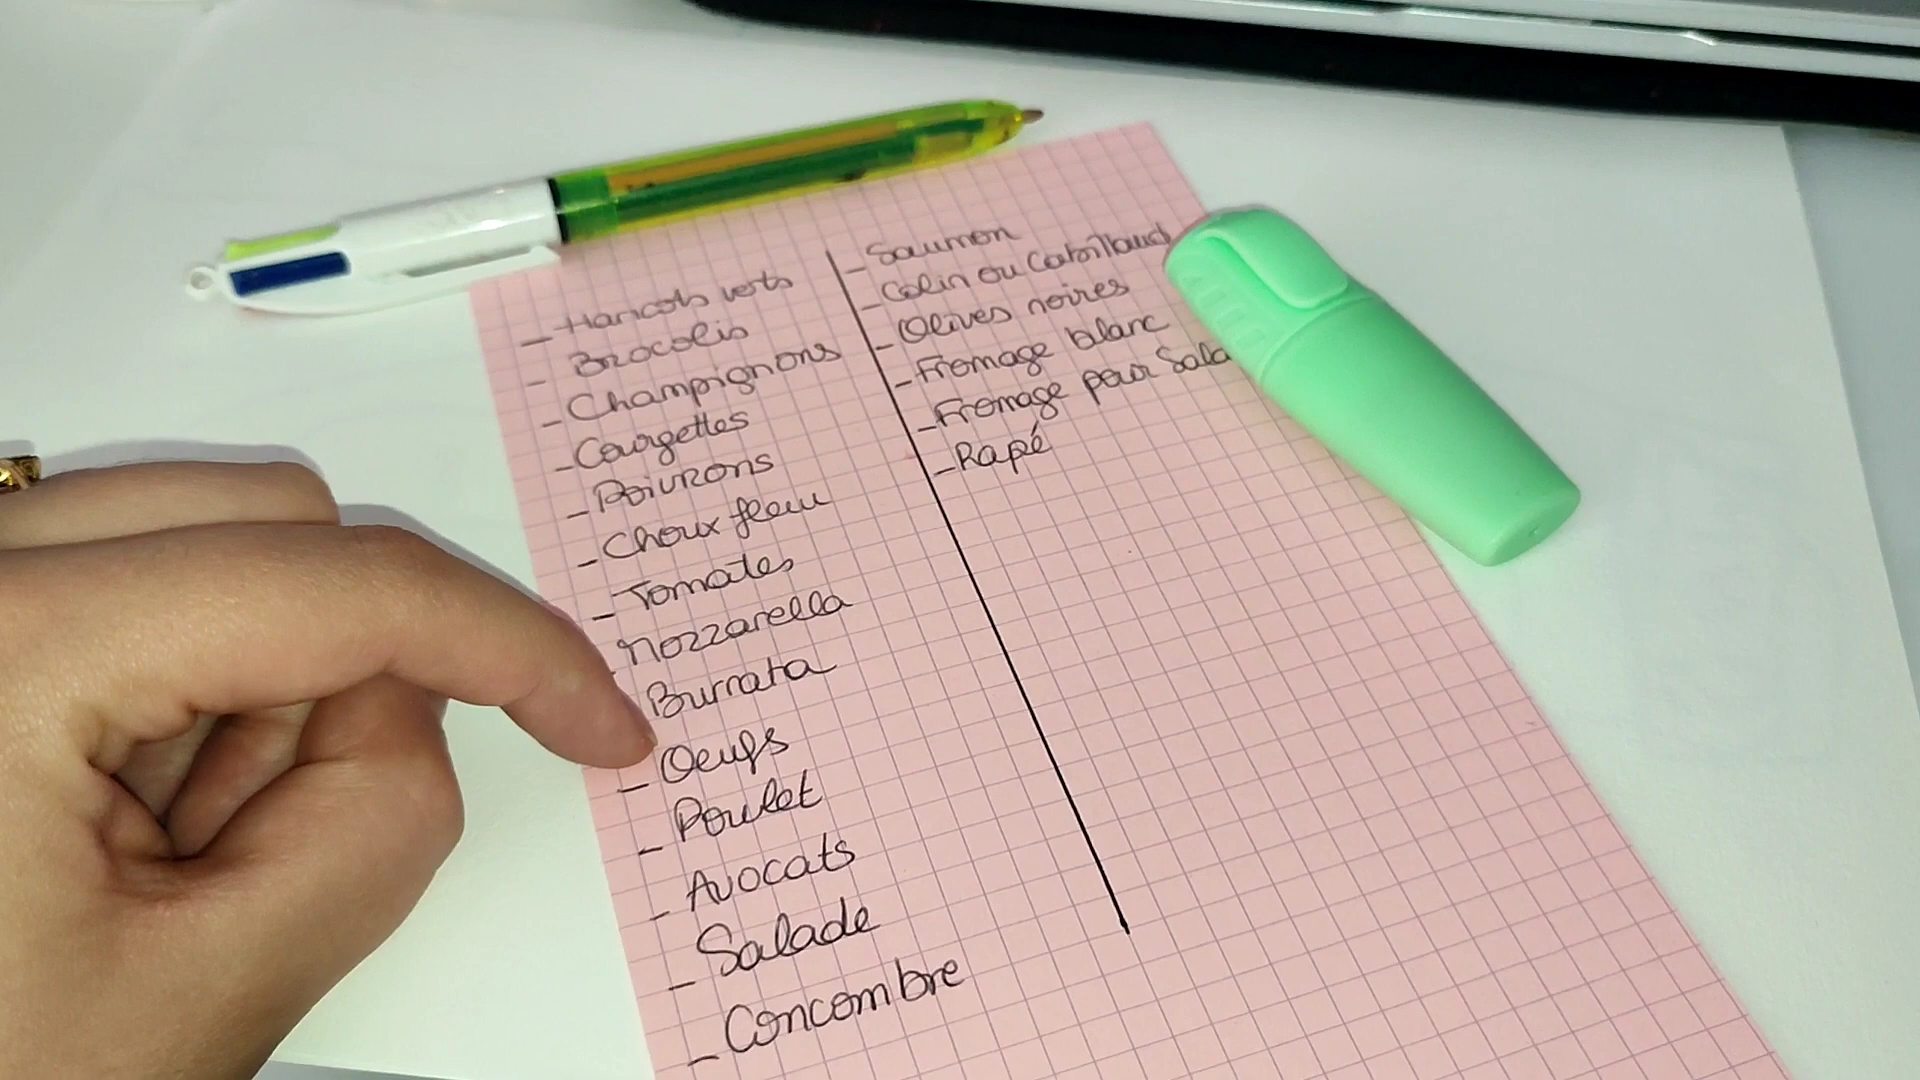 - Haricots verts
- Brocolis
- Champignons
- Courgettes
- Poivrons
- Choux fleur
- Tomates
- Mozzarella
Burrata
- Oeufs
- Poulet
- Avocats
- Salade
- Concombre
- Saumon
- Colin ou Cabillaud
- Olives noires
- Fromage blanc
- Fromage pour Sala
- Rapé